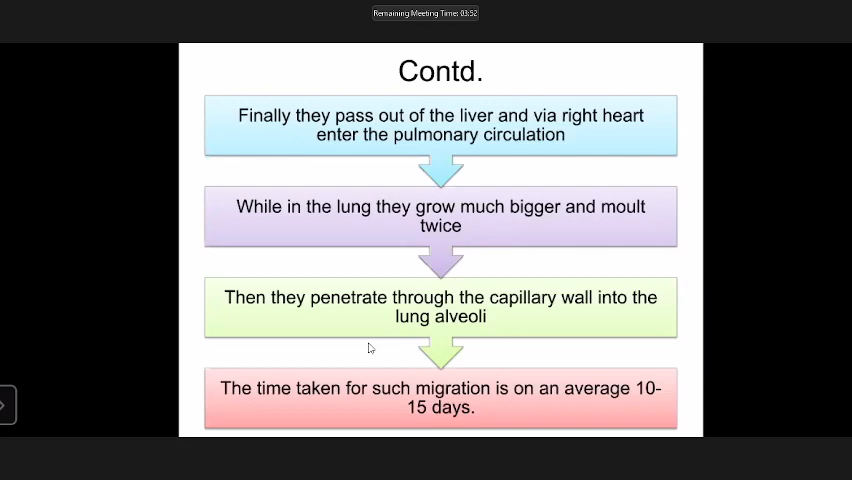 Remaining Meeting Time: 03:52
Contd.
Finally they pass out of the liver and via right heart
enter the pulmonary circulation
While in the lung they grow much bigger and moult
twice
Then they penetrate through the capillary wall into the
lung alveoli
The time taken for such migration is on an average 10-
15 days.